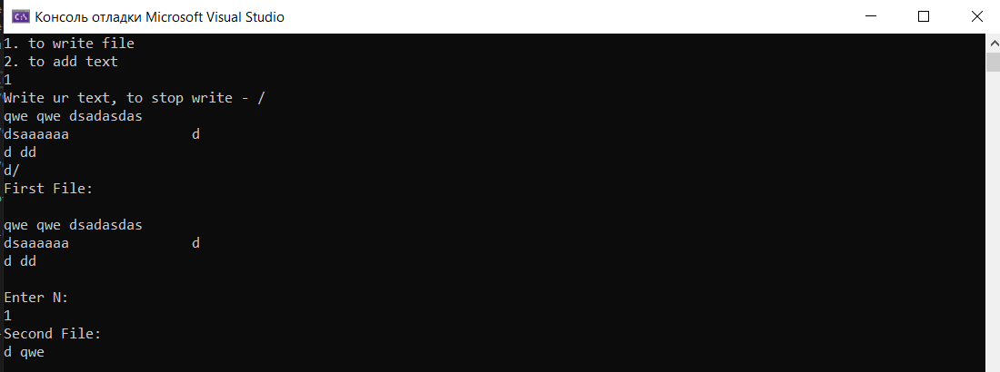 Консоль отладки Microsoft Visual Studio
1. to write file
2. to add text
1
Write ur text, to stop write - /
qwe qwe dsadasdas
dsaaaaaa               d
d dd
d/
First File:
qwe qwe dsadasdas
dsaaaaaa               d
d dd
Enter N:
1
Second File:
d qwe